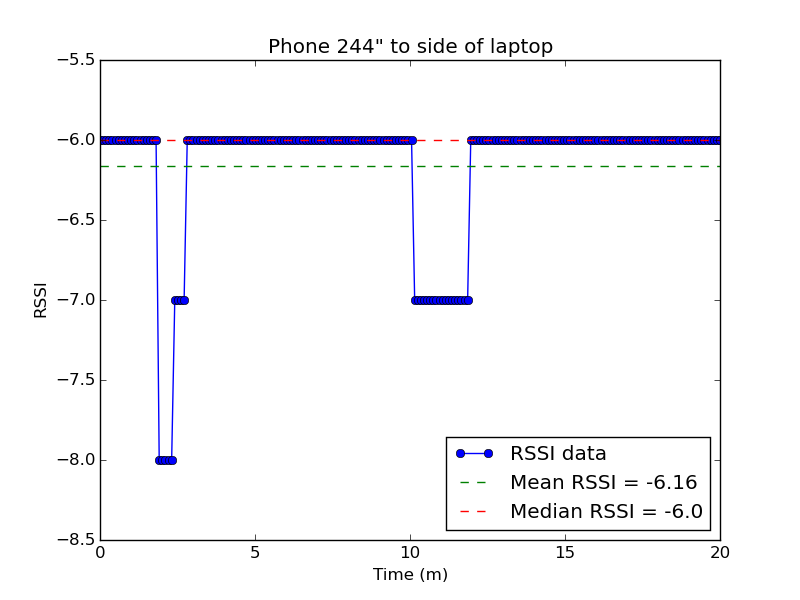 Phone 244" to side of laptop
−5.5
−6.0
−6.5
−7.0
−7.5
−8.0
−8.5
RSSI
0 5 10 15 20
Time (m)
RSSI data
Mean RSSI = -6.16
Median RSSI = -6.0